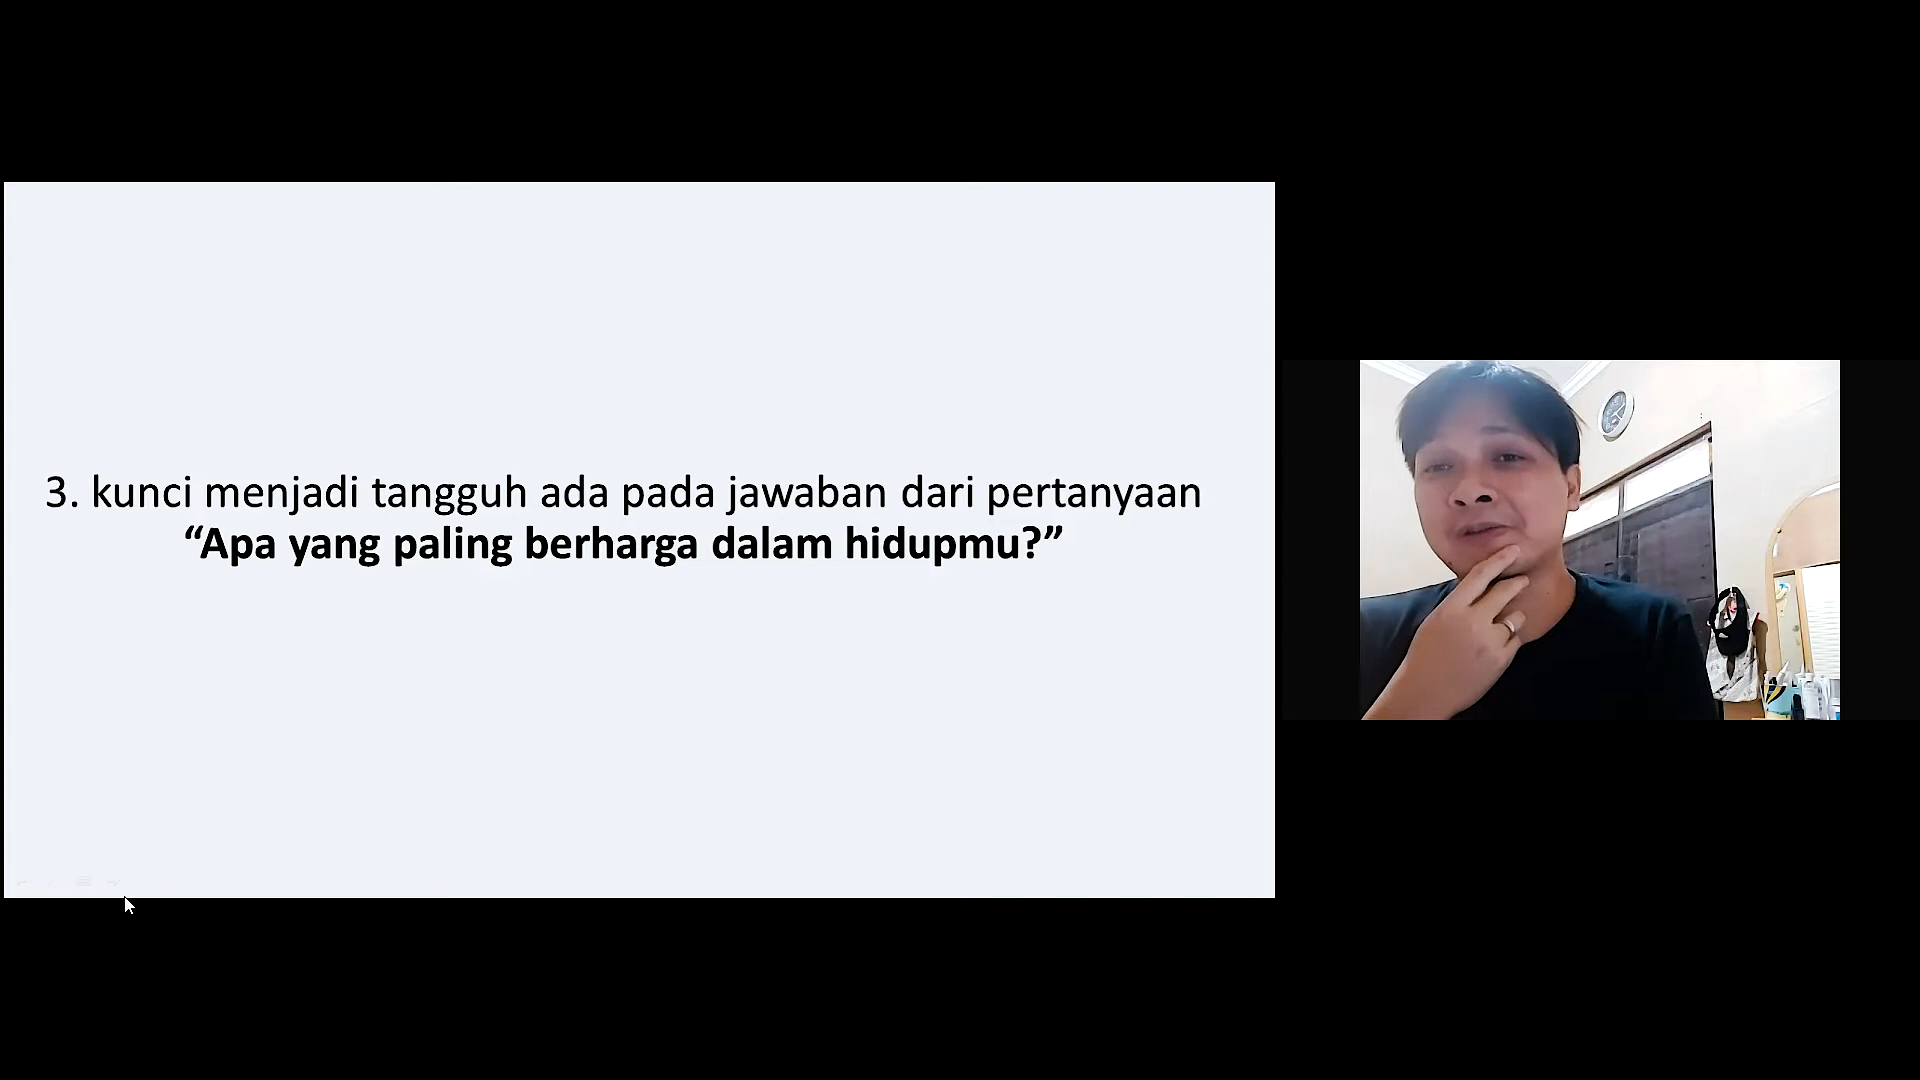 3. kunci menjadi tangguh ada pada jawaban dari pertanyaan
“Apa yang paling berharga dalam hidupmu?”